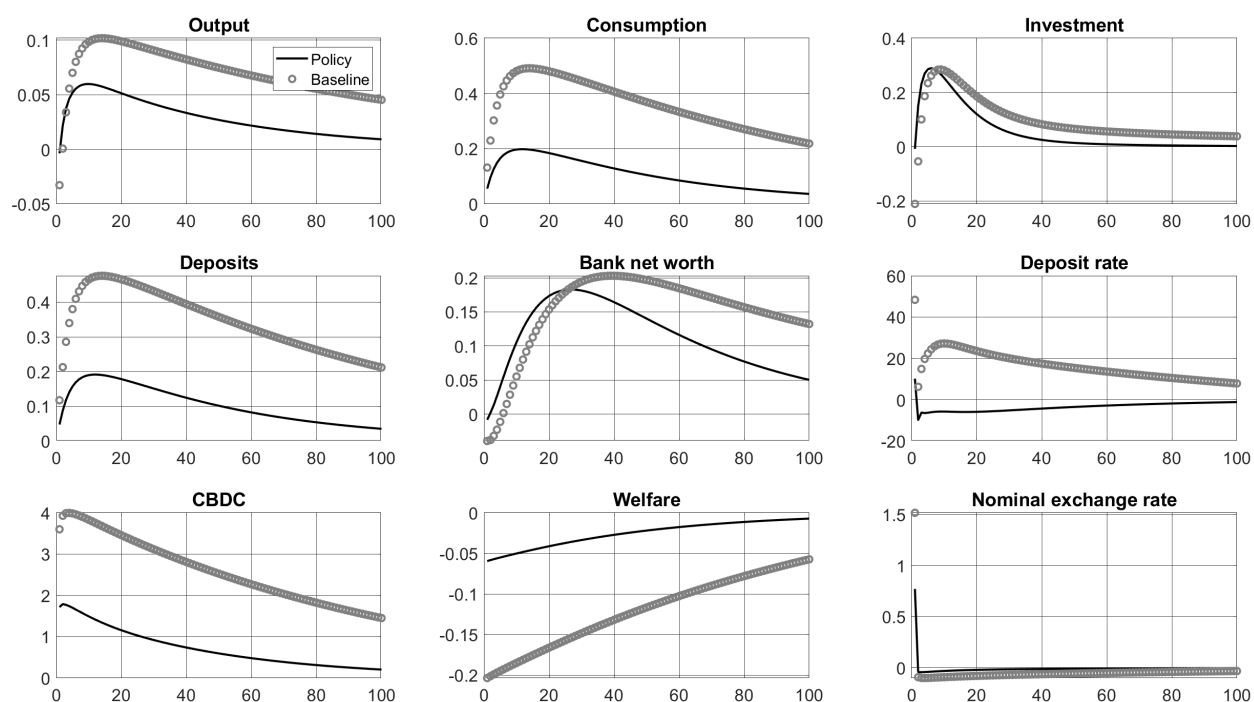 Output
Consumption
Investment
0.1
0.05
0
-0.05
0 20 40 60 80 100
Policy
Baseline
0.6
0.4
0.2
0
0 20 40 60 80 100
0.4
0.2
0
-0.2
0 20 40 60 80 100
Deposits
Bank net worth
Deposit rate
0.4
0.3
0.2
0.1
0
0 20 40 60 80 100
0.2
0.15
0.1
0.05
0
0 20 40 60 80 100
60
40
20
0
-20
0 20 40 60 80 100
CBDC
Welfare
Nominal exchange rate
4
3
2
1
0
0 20 40 60 80 100
0
-0.05
-0.1
-0.15
-0.2
0 20 40 60 80 100
1.5
1
0.5
0
0 20 40 60 80 100